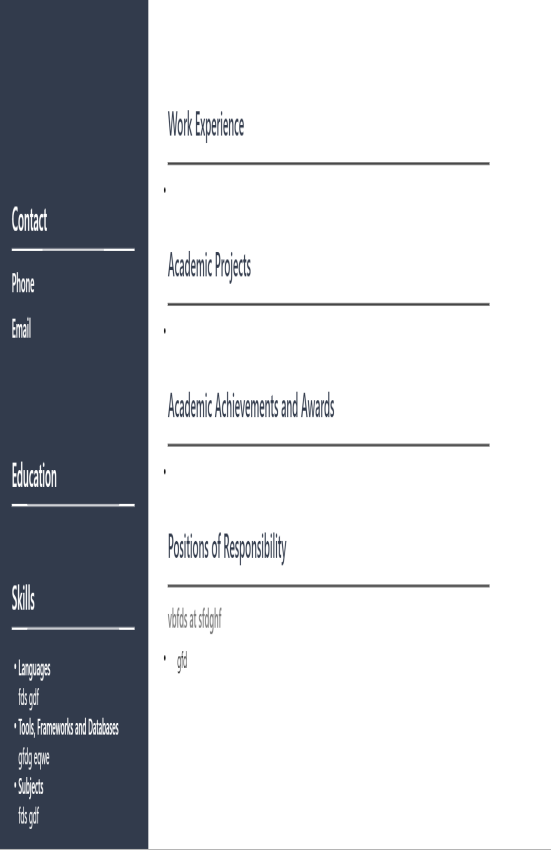 Contact
Phone
Email
Education
Skills
• Languages
fds gdf
• Tools, Frameworks and Databases
gfdg eqwe
• Subjects
fds gdf
Work Experience
•
Academic Projects
•
Academic Achievements and Awards
•
Positions of Responsibility
vbfds at sfdghf
• gfd